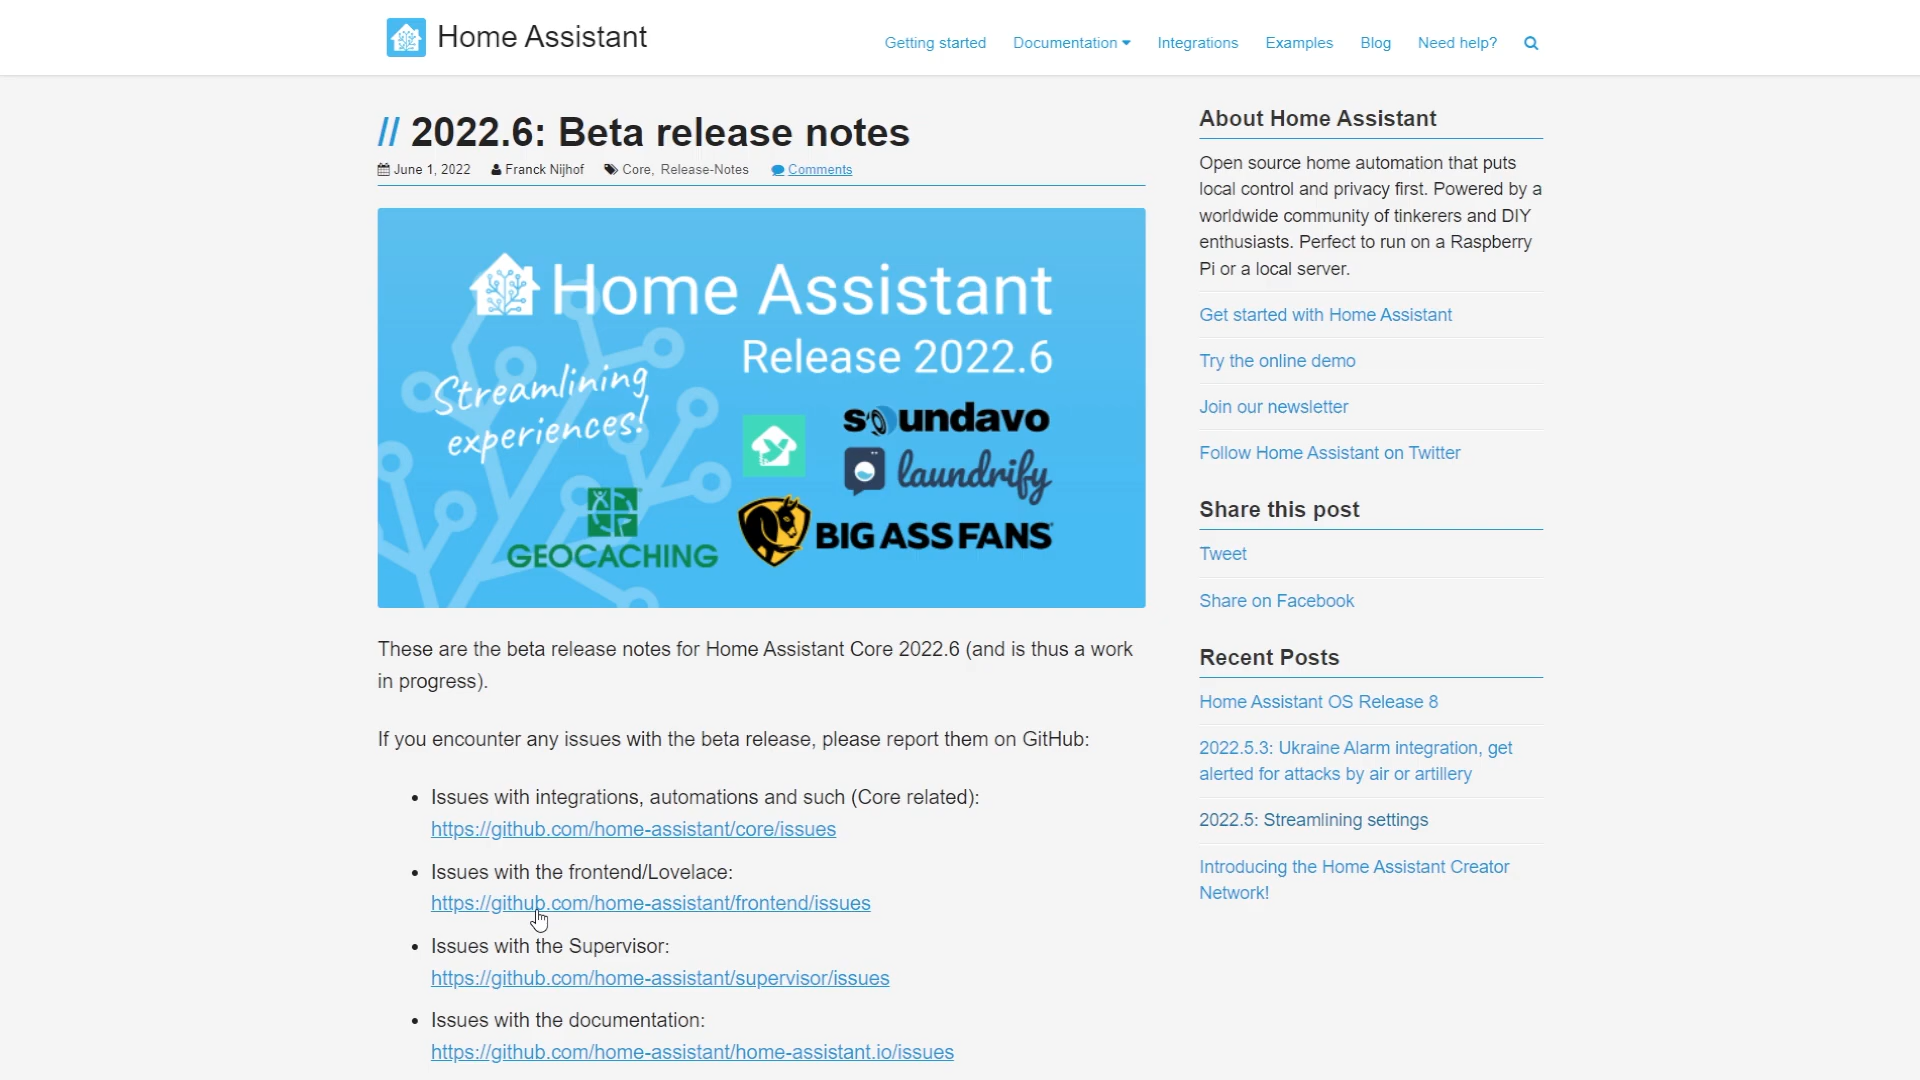 Home Assistant
Getting started
Documentation
Integrations
Examples
Blog
Need help?
// 2022.6: Beta release notes
June 1, 2022
Franck Nijhof
Core, Release-Notes
Comments
Home Assistant
Release 2022.6
Streamlining
experiences!
soundavo
laundrify
GEOCACHING
BIG ASS FANS
These are the beta release notes for Home Assistant Core 2022.6 (and is thus a work
in progress).
If you encounter any issues with the beta release, please report them on GitHub:
• Issues with integrations, automations and such (Core related):
https://github.com/home-assistant/core/issues
• Issues with the frontend/Lovelace:
https://github.com/home-assistant/frontend/issues
• Issues with the Supervisor:
https://github.com/home-assistant/supervisor/issues
• Issues with the documentation:
https://github.com/home-assistant/home-assistant.io/issues
About Home Assistant
Open source home automation that puts
local control and privacy first. Powered by a
worldwide community of tinkerers and DIY
enthusiasts. Perfect to run on a Raspberry
Pi or a local server.
Get started with Home Assistant
Try the online demo
Join our newsletter
Follow Home Assistant on Twitter
Share this post
Tweet
Share on Facebook
Recent Posts
Home Assistant OS Release 8
2022.5.3: Ukraine Alarm integration, get
alerted for attacks by air or artillery
2022.5: Streamlining settings
Introducing the Home Assistant Creator
Network!